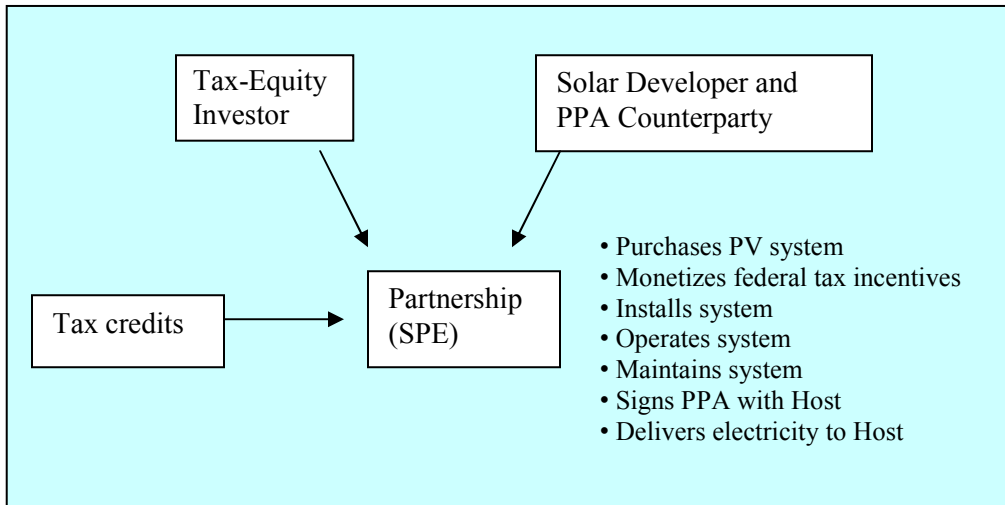 Tax-Equity
Investor
Solar Developer and
PPA Counterparty
Tax credits
Partnership
(SPE)
• Purchases PV system
• Monetizes federal tax incentives
• Installs system
• Operates system
• Maintains system
• Signs PPA with Host
• Delivers electricity to Host